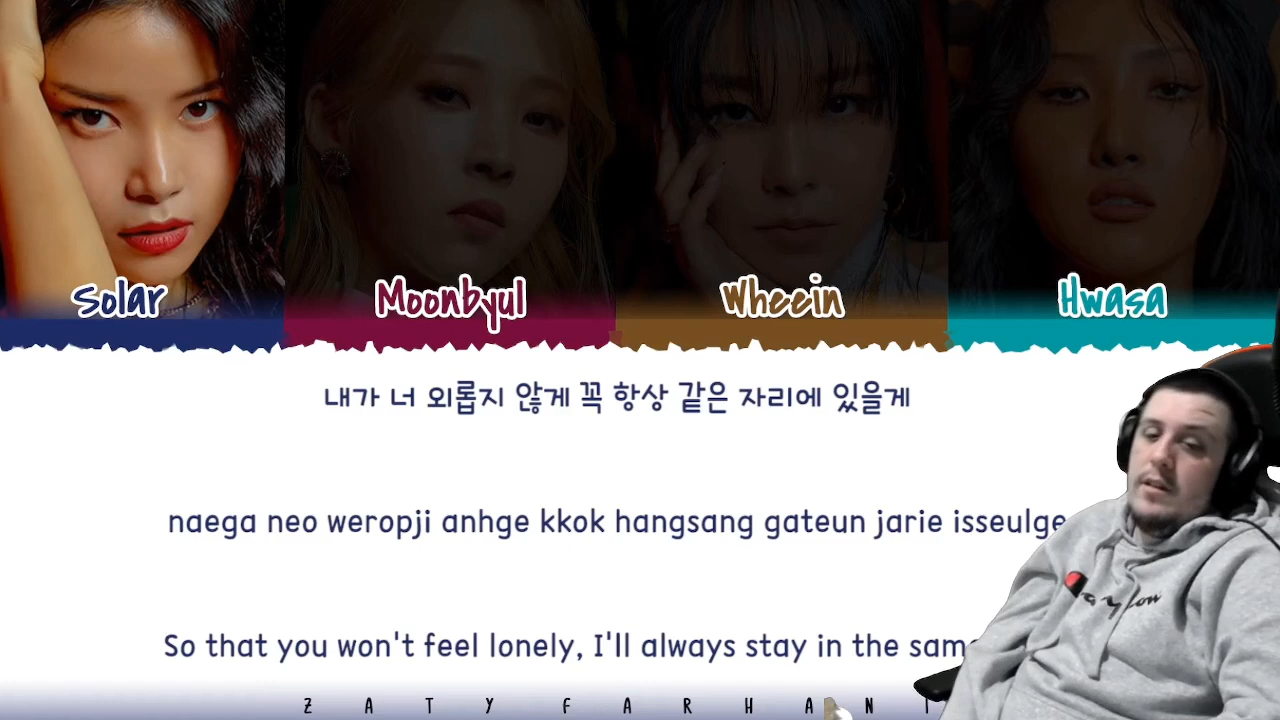 Solar Moonbyul Wheein Hwasa
내가 너 외롭지 않게 꼭 항상 같은 자리에 있을게
naega neo weropji anhge kkok hangsang gateun jarie isseulge
So that you won't feel lonely, I'll always stay in the
Z A T Y F A R H A N I